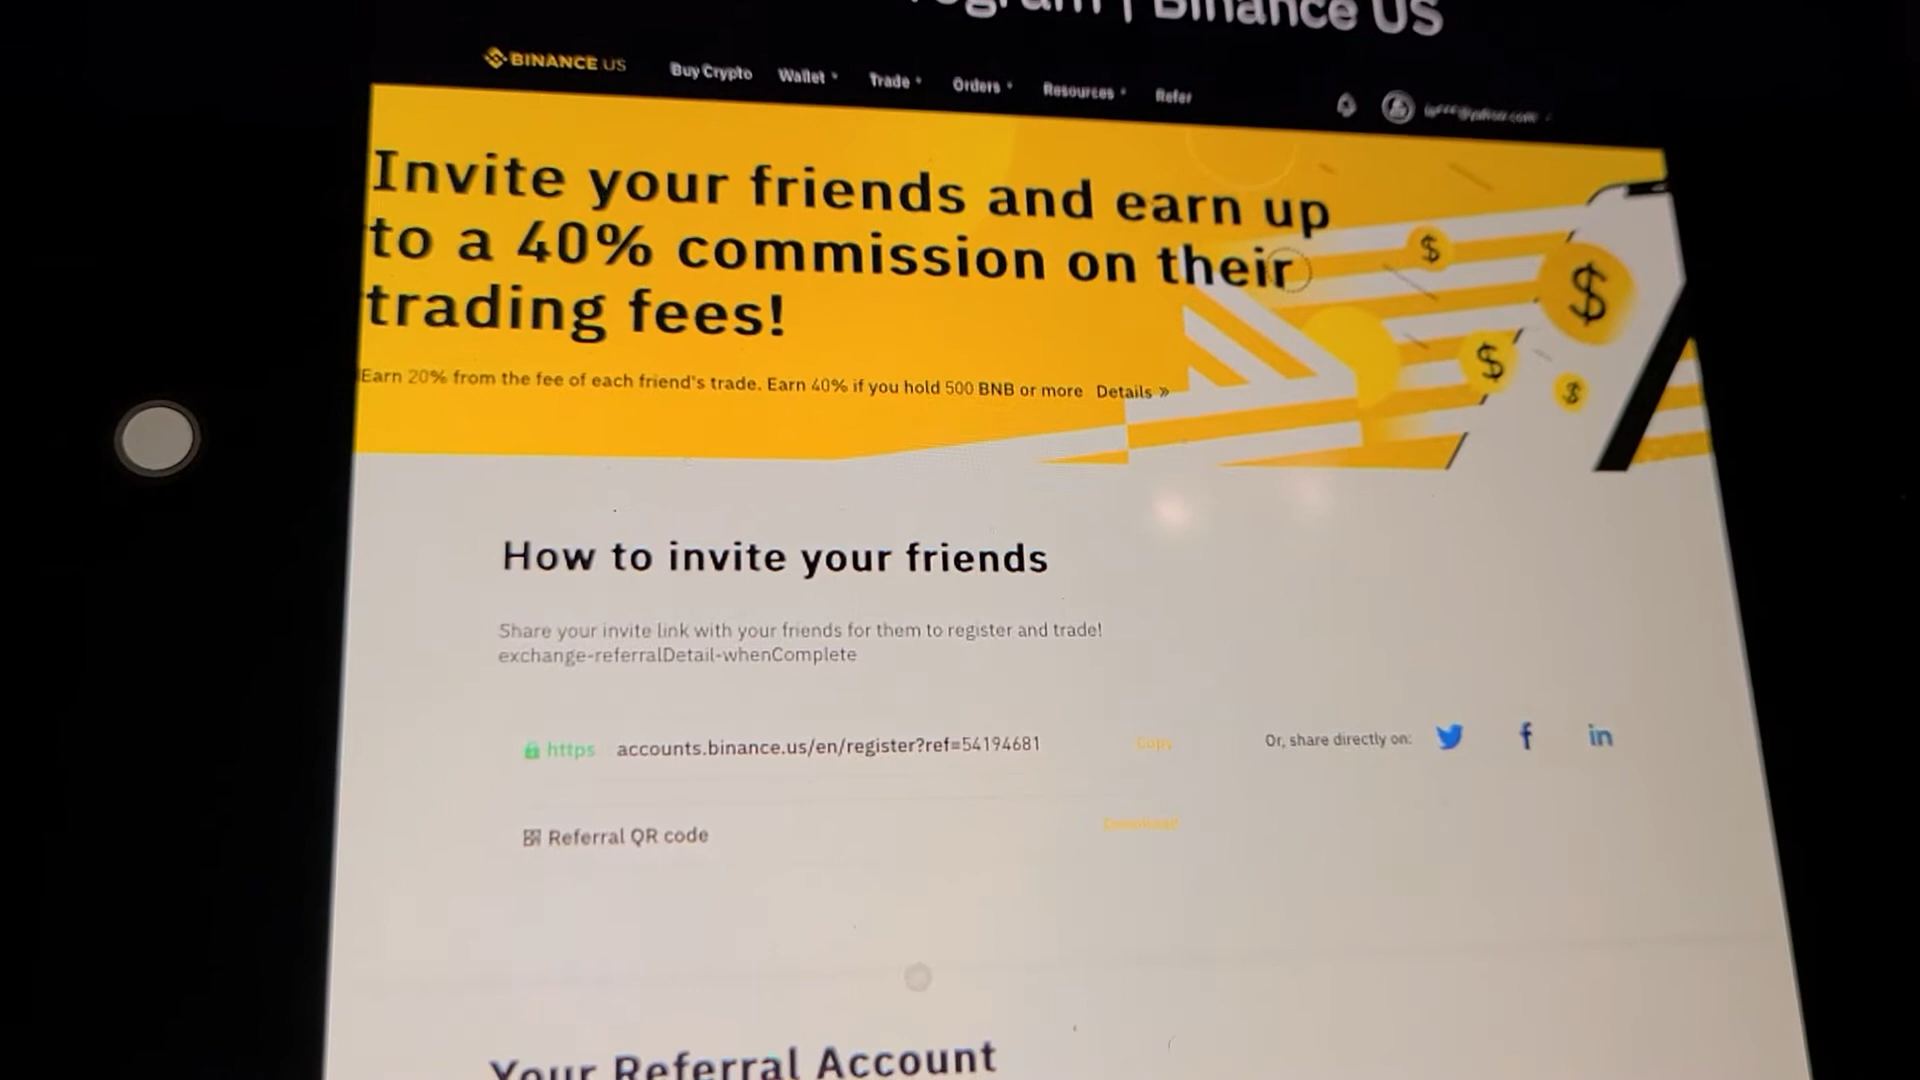 Binance US
BINANCE US
Buy Crypto
Wallet
Trade
Orders
Resources
Refer
Invite your friends and earn up
to a 40% commission on their
trading fees!
Earn 20% from the fee of each friend's trade. Earn 40% if you hold 500 BNB or more Details »
How to invite your friends
Share your invite link with your friends for them to register and trade!
exchange-referralDetail-whenComplete
https accounts.binance.us/en/register?ref=54194681
Copy
Or, share directly on:
Referral QR code
Download
Your Referral Account